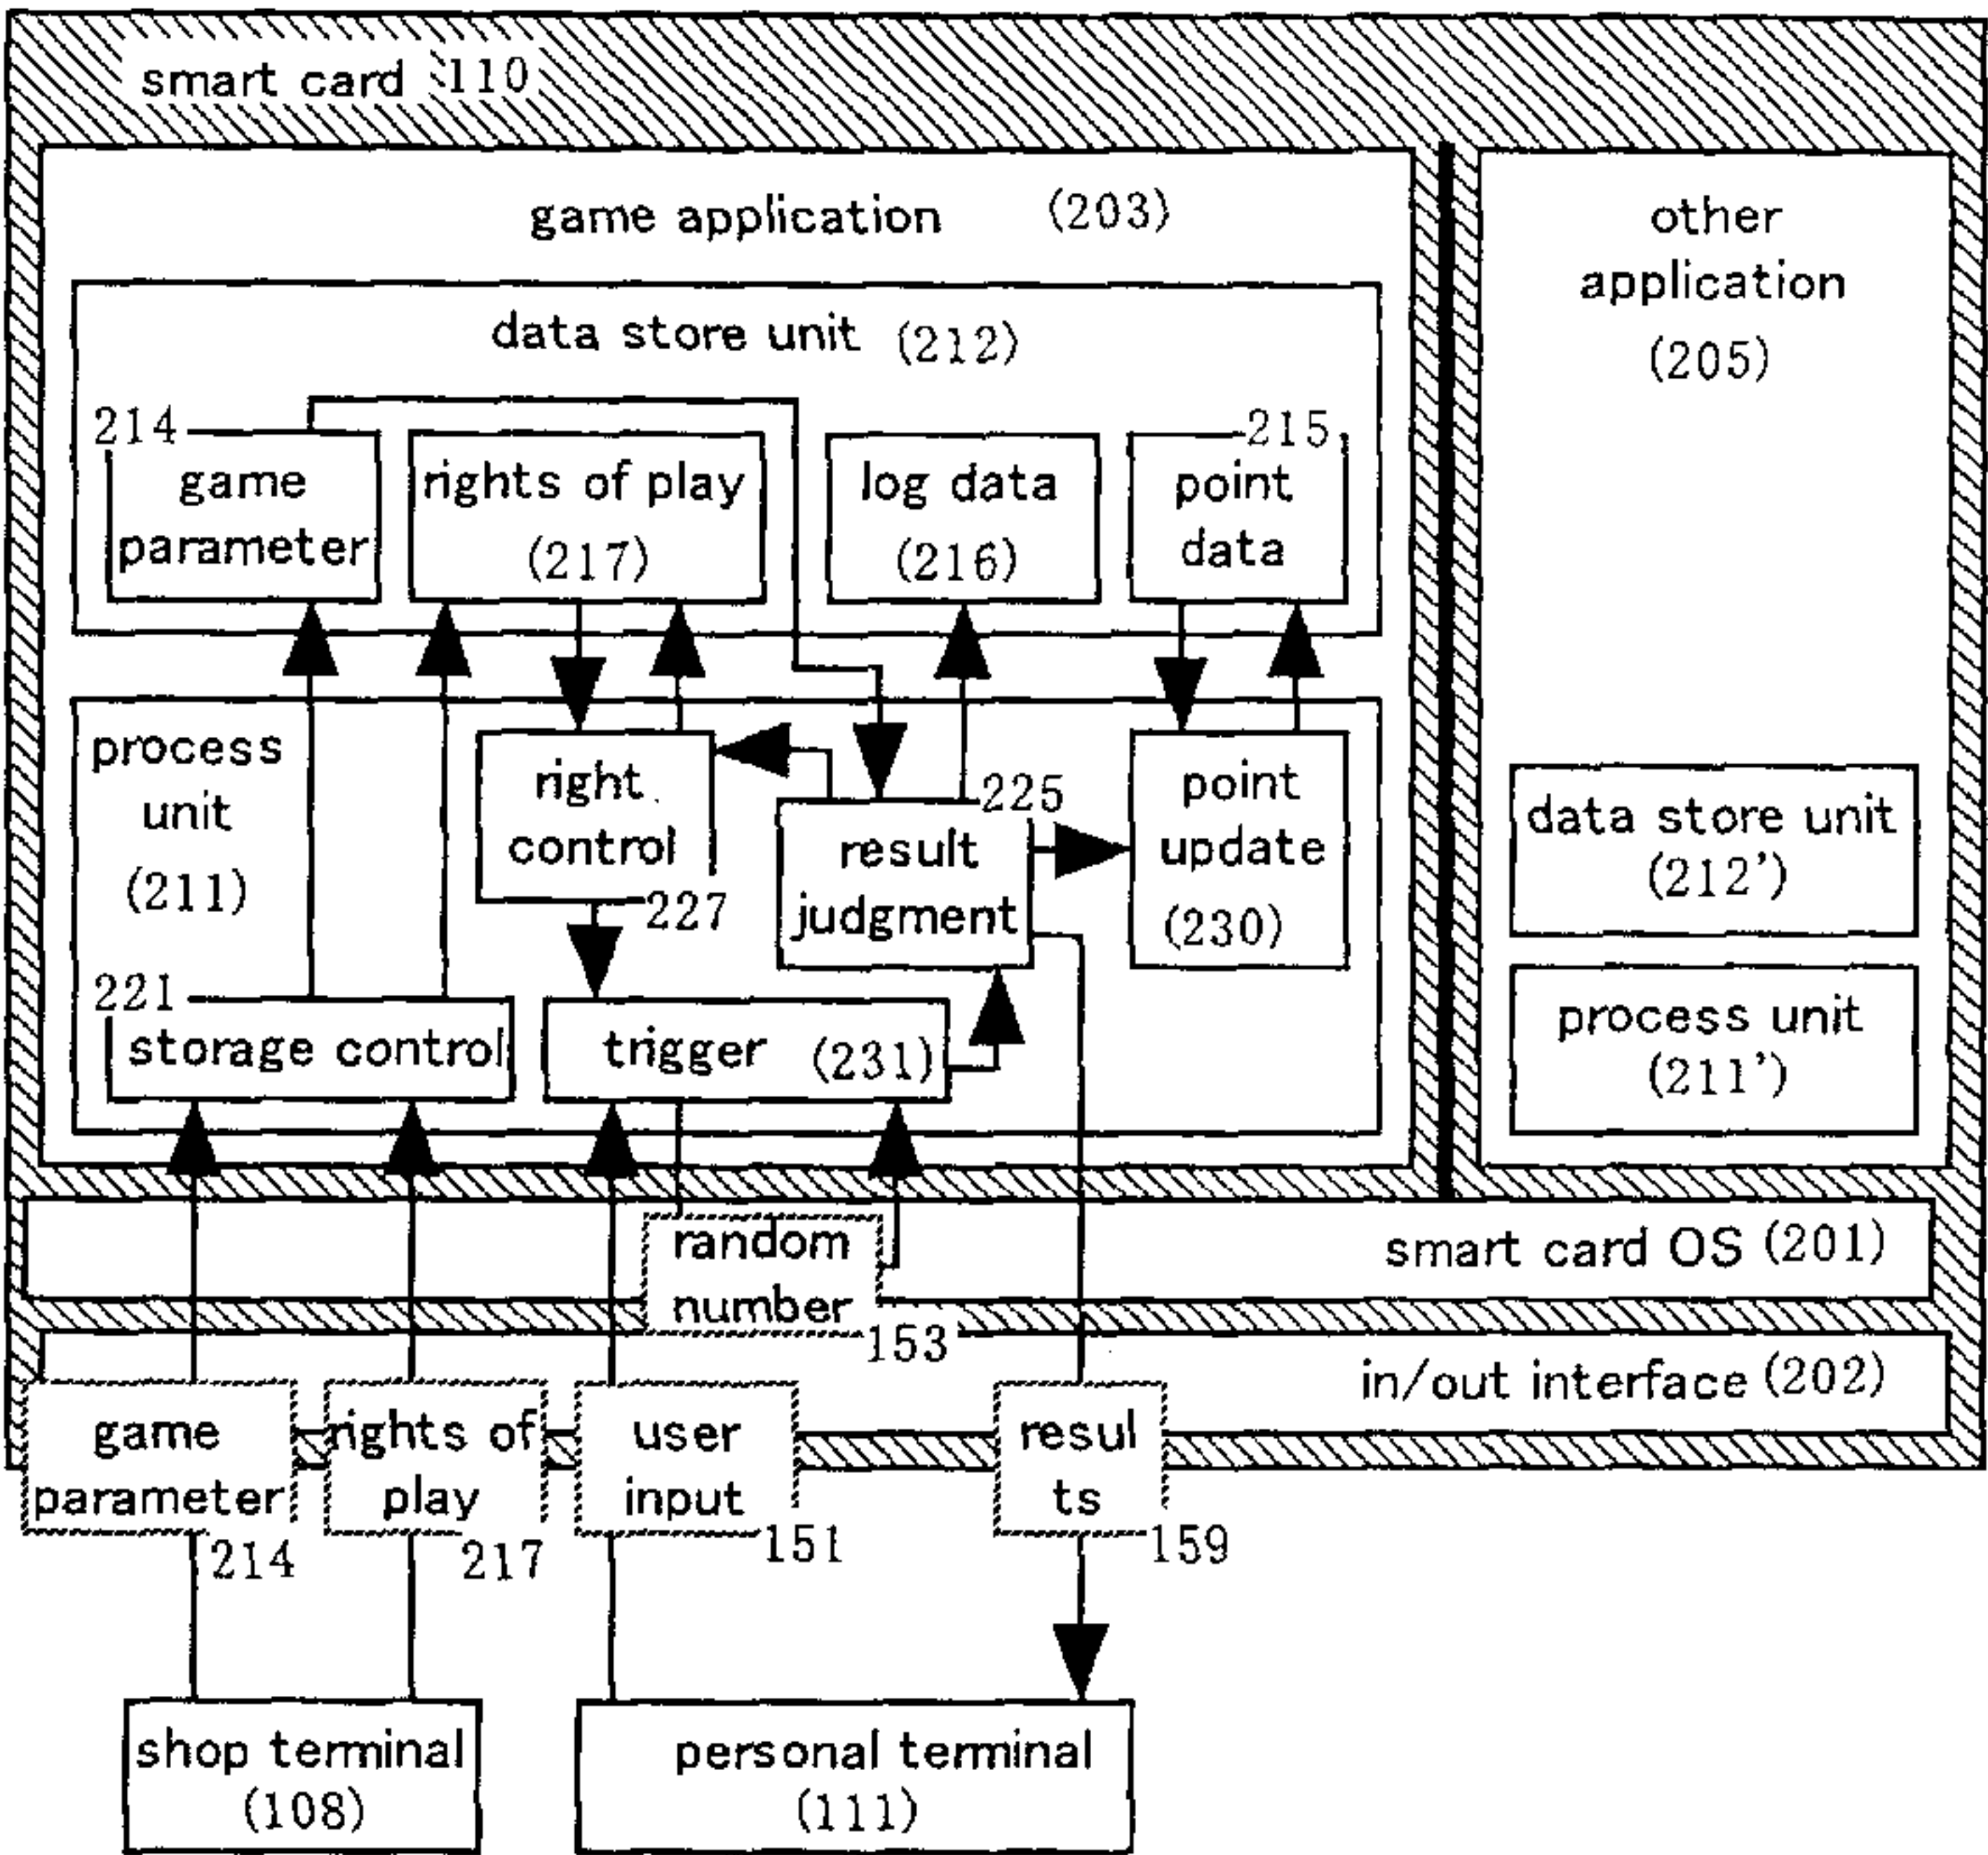 smart card 110
game application (203)
other
application
(205)
data store unit (212)
214
game
parameter
rights of play
(217)
log data
(216)
215
point
data
process
unit
(211)
right
control
227
225
result
judgment
point
update
(230)
data store unit
(212')
221
storage control
trigger (231)
process unit
(211')
random
number
153
smart card OS (201)
in/out interface (202)
game
parameter
214
rights of
play
217
user
input
151
resul
ts
159
shop terminal
(108)
personal terminal
(111)